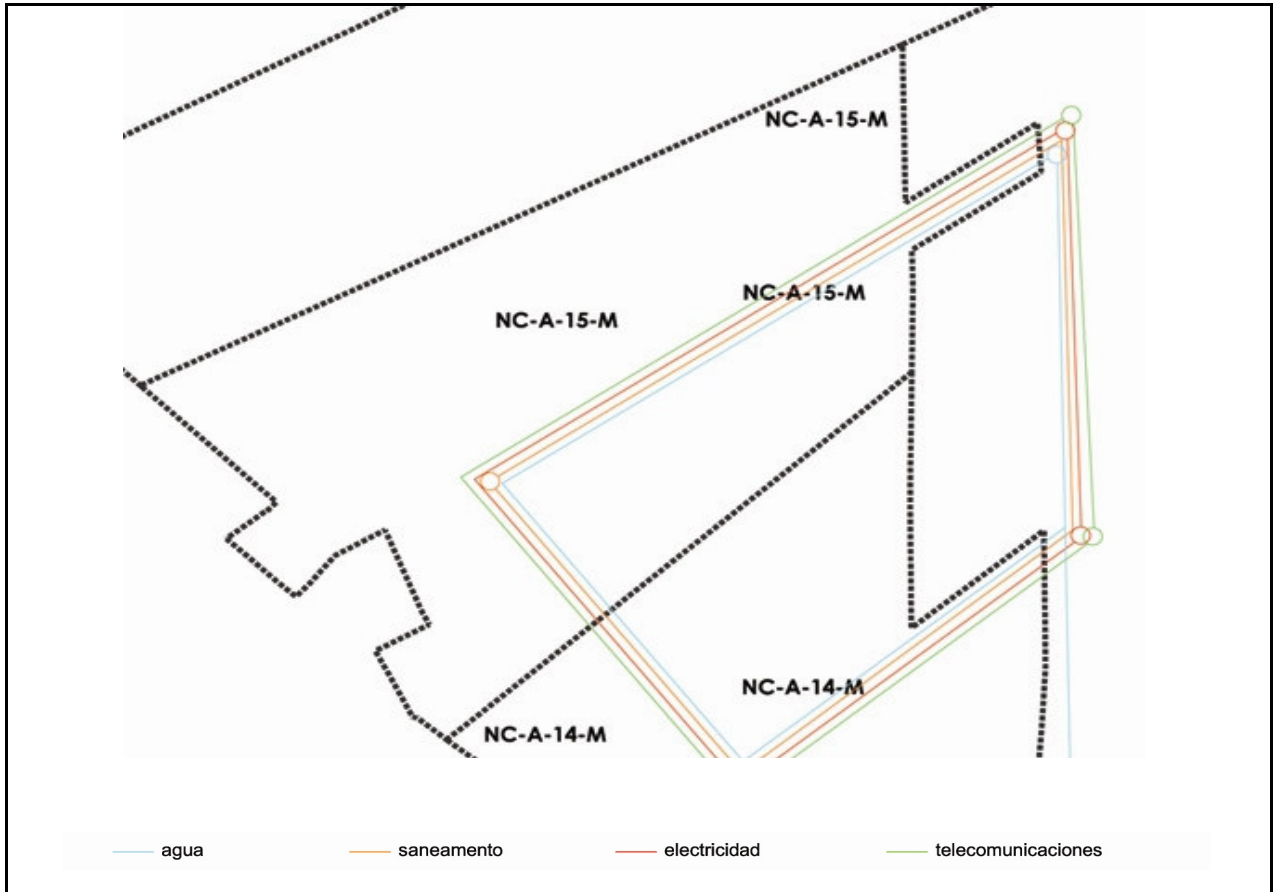 NC-A-15-M
NC-A-15-M
NC-A-15-M
NC-A-14-M
NC-A-14-M
agua saneamento electricidad telecomunicaciones